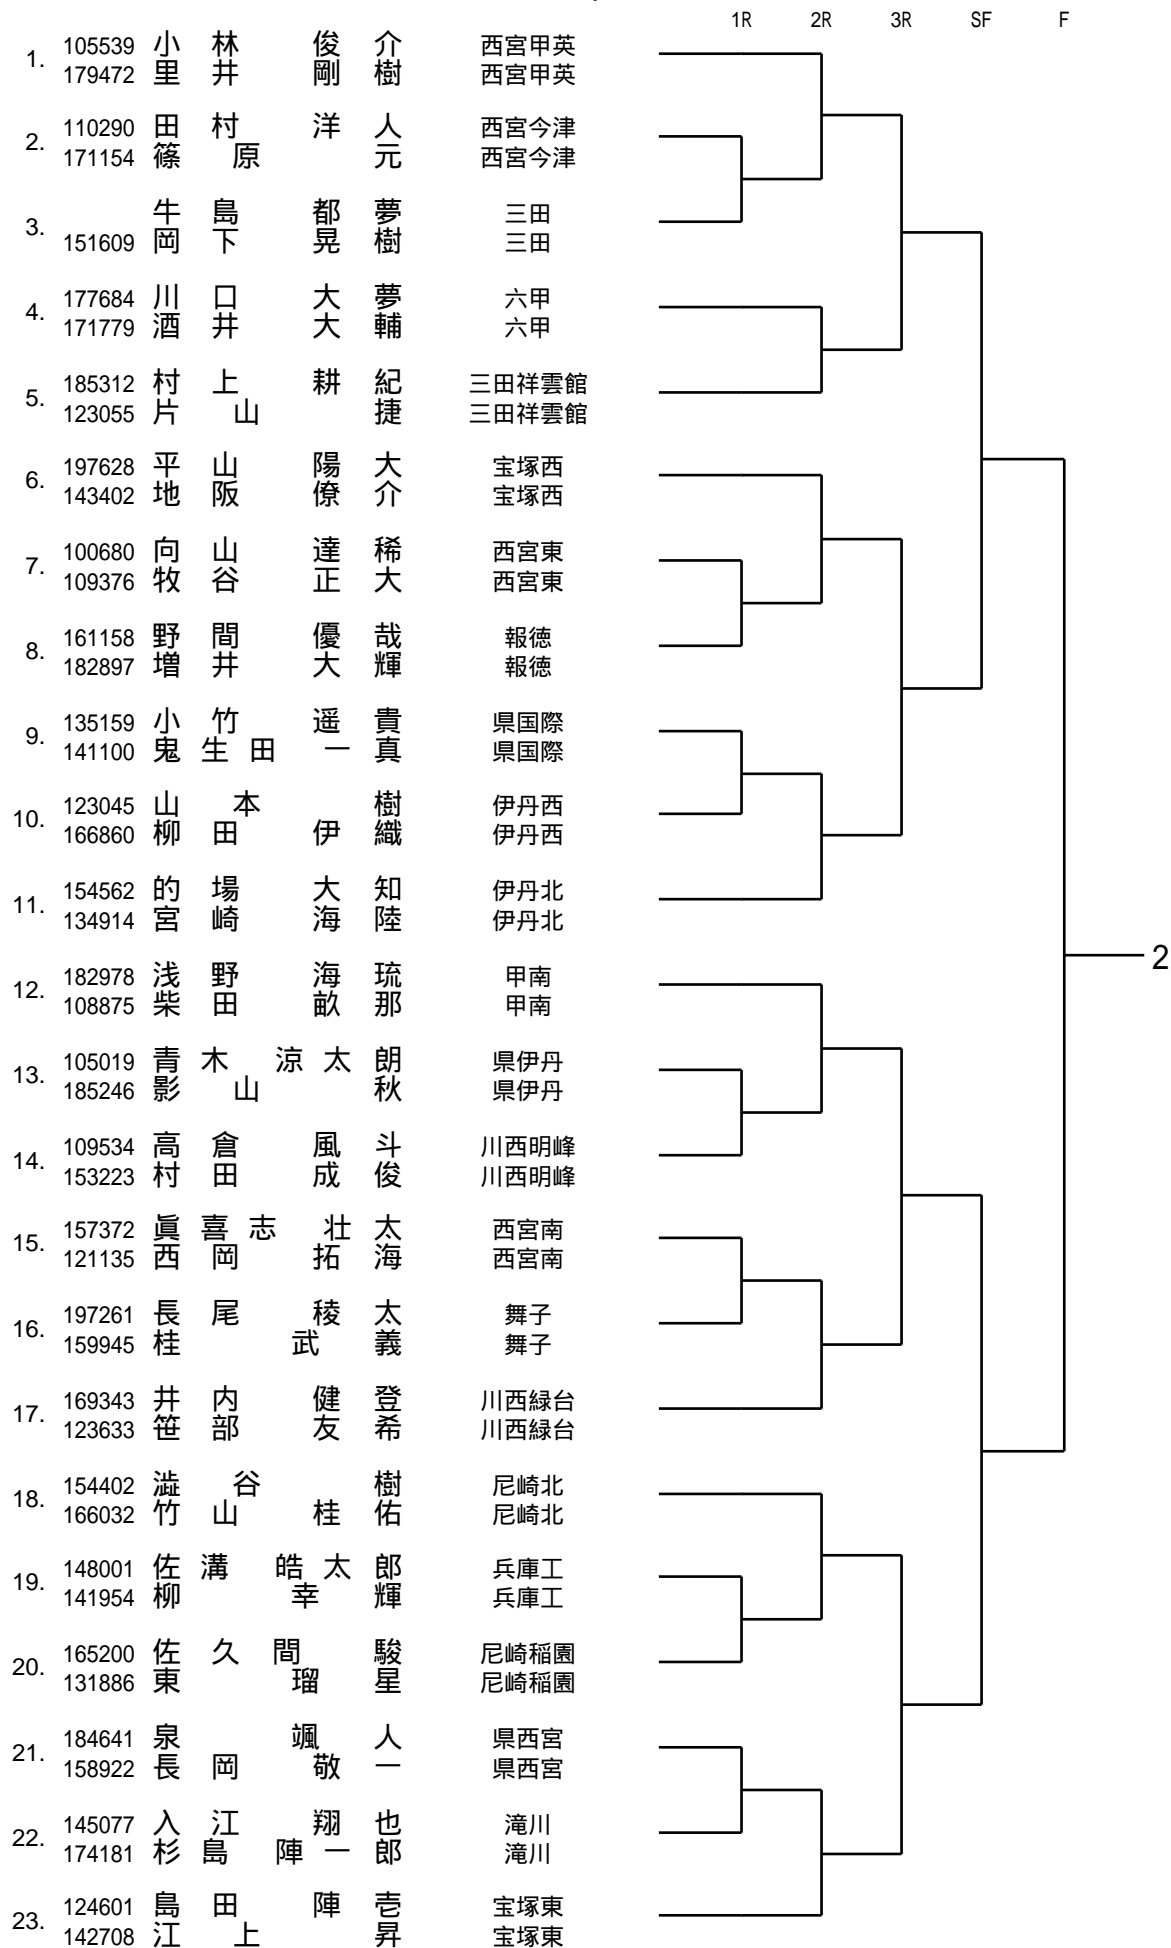 1R 2R 3R SF F
1. 105539 小林 俊介 西宮甲英
179472 里井 剛樹 西宮甲英
2. 110290 田村 洋人 西宮今津
171154 篠原 元 西宮今津
3. 牛島 都夢 三田
151609 岡下 晃樹 三田
4. 177684 川口 大夢 六甲
171779 酒井 大輔 六甲
5. 185312 村上 耕紀 三田祥雲館
123055 片山 捷 三田祥雲館
6. 197628 平山 陽大 宝塚西
143402 地阪 僚介 宝塚西
7. 100680 向山 達稀 西宮東
109376 牧谷 正大 西宮東
8. 161158 野間 優哉 報徳
182897 増井 大輝 報徳
9. 135159 小竹 遥貴 県国際
141100 鬼生田 一真 県国際
10. 123045 山本 樹 伊丹西
166860 柳田 伊織 伊丹西
11. 154562 的場 大知 伊丹北
134914 宮崎 海陸 伊丹北
2
12. 182978 浅野 海琉 甲南
108875 柴田 畝那 甲南
13. 105019 青木 涼太朗 県伊丹
185246 影山 秋 県伊丹
14. 109534 高倉 風斗 川西明峰
153223 村田 成俊 川西明峰
15. 157372 眞喜志 壮太 西宮南
121135 西岡 拓海 西宮南
16. 197261 長尾 稜太 舞子
159945 桂 武義 舞子
17. 169343 井内 健登 川西緑台
123633 笹部 友希 川西緑台
18. 154402 澁谷 樹 尼崎北
166032 竹山 桂佑 尼崎北
19. 148001 佐溝 皓太郎 兵庫工
141954 柳 幸輝 兵庫工
20. 165200 佐久間 駿 尼崎稲園
131886 東 瑠星 尼崎稲園
21. 184641 泉 颯人 県西宮
158922 長岡 敬一 県西宮
22. 145077 入江 翔也 滝川
174181 杉島 陣一郎 滝川
23. 124601 島田 陣壱 宝塚東
142708 江上 昇 宝塚東